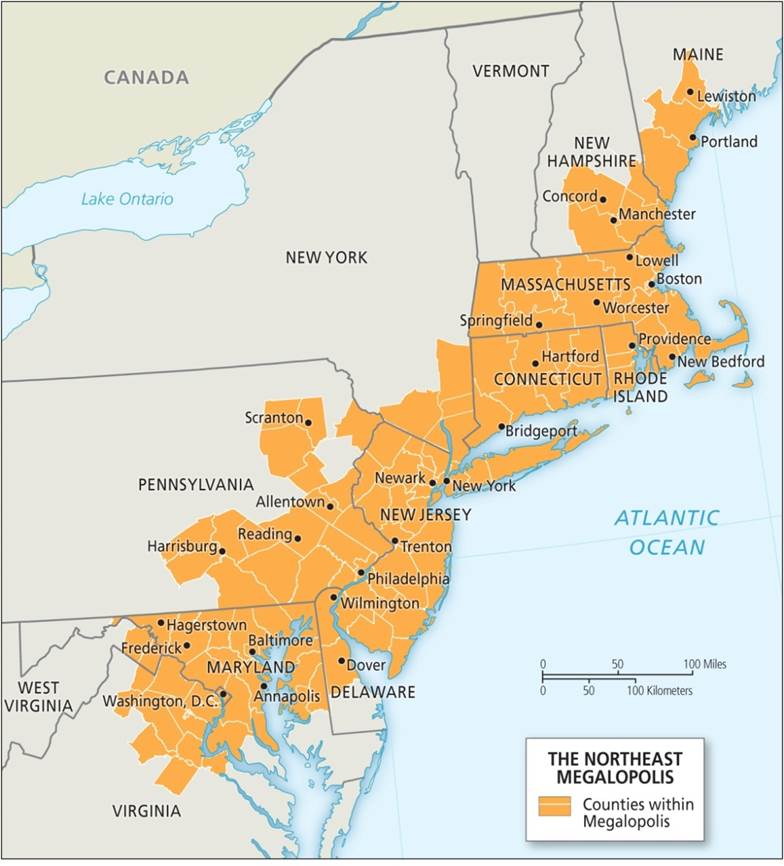 MAINE
CANADA
VERMONT
Lewiston
Portland
NEW
HAMPSHIRE
Lake Ontario
Concord
Manchester
NEW YORK
Lowell
Boston
MASSACHUSETTS
Worcester
Springfield
Providence
Hartford
New Bedford
CONNECTICUT
RHODE
ISLAND
Scranton
Bridgeport
Newark
New York
PENNSYLVANIA
Allentown
NEW JERSEY
ATLANTIC
OCEAN
Reading
Harrisburg
Trenton
Philadelphia
Wilmington
Hagerstown
Baltimore
Frederick
MARYLAND
Dover
0 50 100 Miles
0 50 100 Kilometers
WEST
VIRGINIA
Washington, D.C.
Annapolis
DELAWARE
THE NORTHEAST
MEGALOPOLIS
Counties within
Megalopolis
VIRGINIA